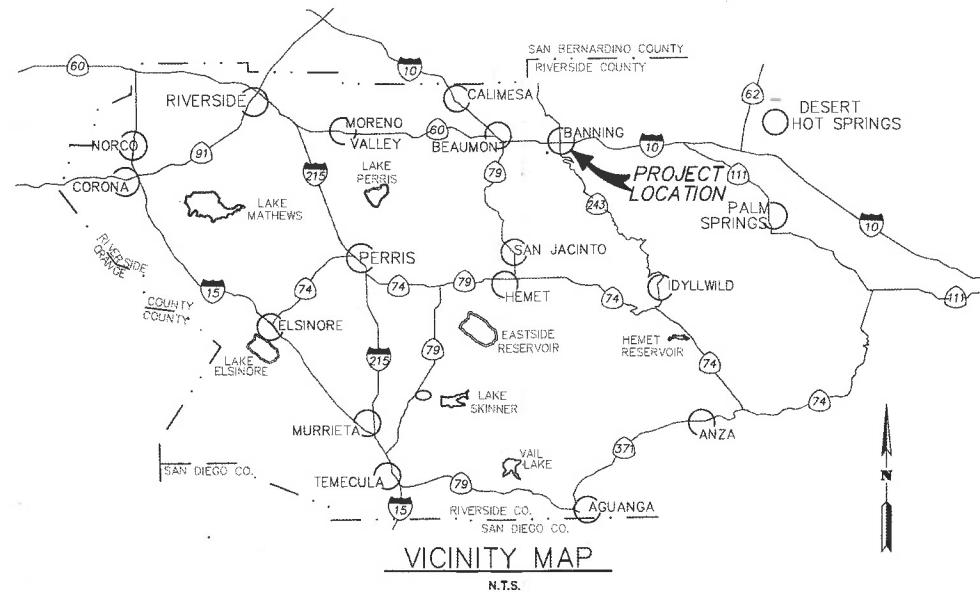 SAN BERNARDINO COUNTY
RIVERSIDE COUNTY
60
10
CALIMESA
62
DESERT
HOT SPRINGS
RIVERSIDE
MORENO
VALLEY
60
BEAUMONT
BANNING
10
NORCO
91
LAKE
PERRIS
215
79
PROJECT
LOCATION
111
CORONA
LAKE
MATHEWS
243
PALM
SPRINGS
10
RIVERSIDE
ORANGE
PERRIS
SAN JACINTO
15
74
74
79
HEMET
74
IDYLLWILD
111
COUNTY
COUNTY
ELSINORE
EASTSIDE
RESERVOIR
HEMET
RESERVOIR
LAKE
ELSINORE
215
79
74
LAKE
SKINNER
74
MURRIETA
ANZA
371
VAIL
LAKE
SAN DIEGO CO.
TEMECULA
79
N
15
RIVERSIDE CO.
SAN DIEGO CO.
AGUANGA
VICINITY MAP
N.T.S.